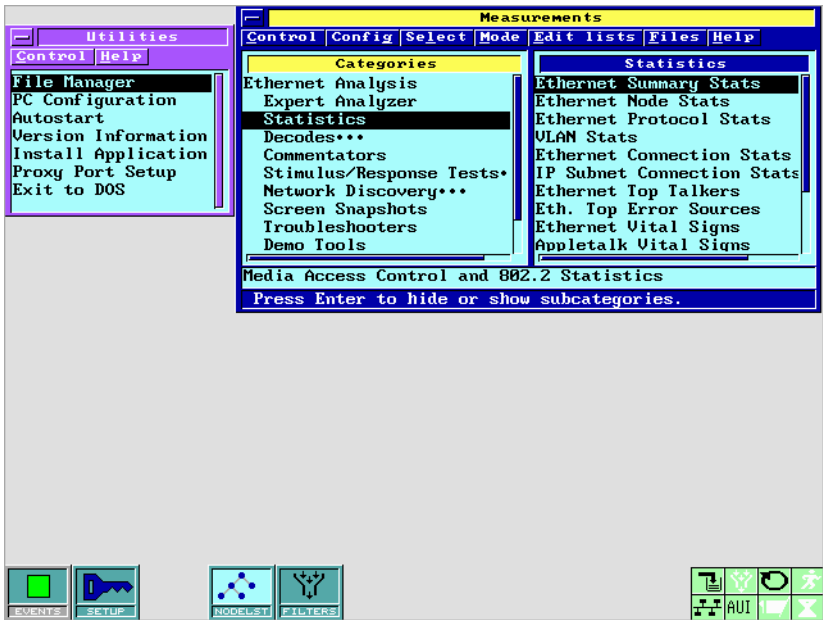 Utilities
Control Help
File Manager
PC Configuration
Autostart
Version Information
Install Application
Proxy Port Setup
Exit to DOS
Measurements
Control Config Select Mode Edit lists Files Help
Categories
Ethernet Analysis
Expert Analyzer
Statistics
Decodes•••
Commentators
Stimulus/Response Tests•
Network Discovery•••
Screen Snapshots
Troubleshooters
Demo Tools
Statistics
Ethernet Summary Stats
Ethernet Node Stats
Ethernet Protocol Stats
VLAN Stats
Ethernet Connection Stats
IP Subnet Connection Stats
Ethernet Top Talkers
Eth. Top Error Sources
Ethernet Vital Signs
Appletalk Vital Signs
Media Access Control and 802.2 Statistics
Press Enter to hide or show subcategories.
EVENTS
SETUP
NODELST
FILTERS
AUI